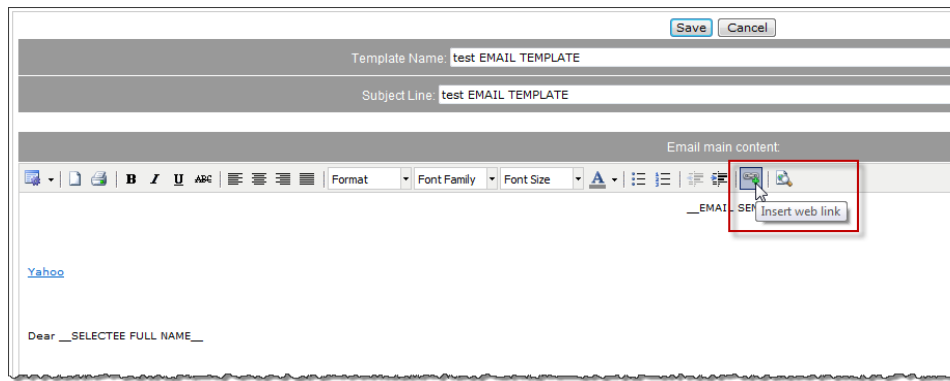 Save Cancel
Template Name: test EMAIL TEMPLATE
Subject Line: test EMAIL TEMPLATE
Email main content:
B I U ABC Format Font Family Font Size A
__EMAIL SEN
Insert web link
Yahoo
Dear __SELECTEE FULL NAME__